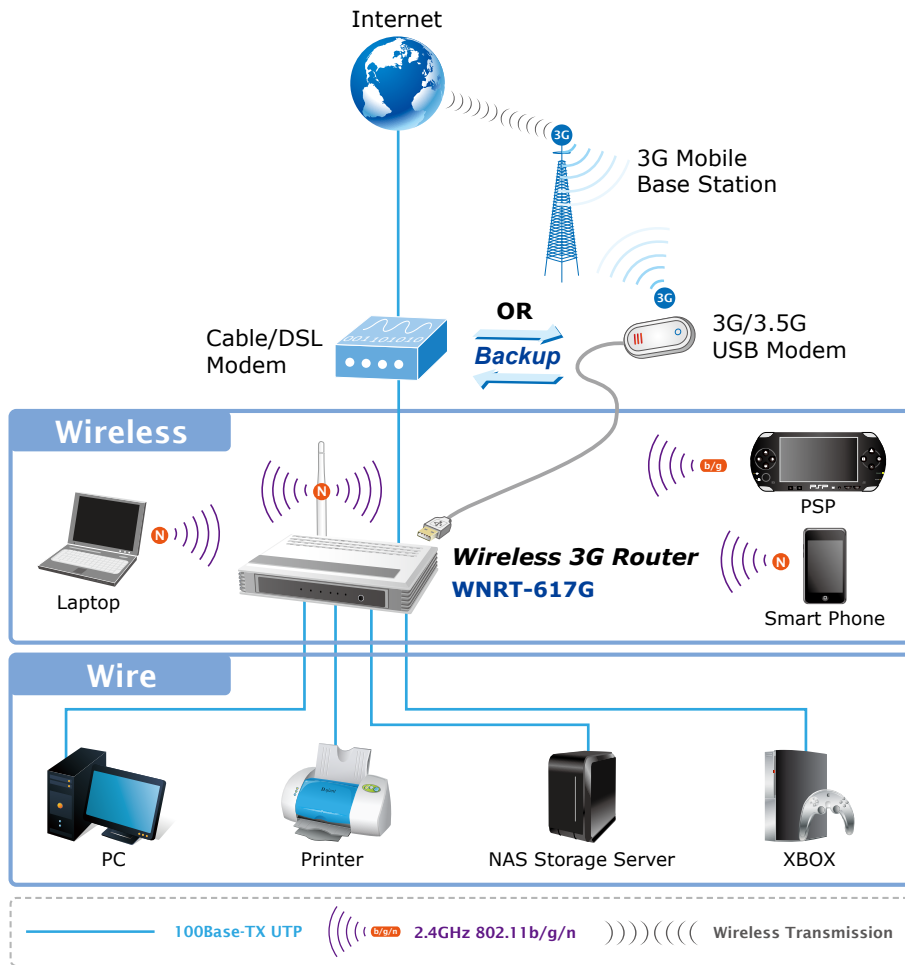 Internet
3G
3G Mobile
Base Station
3G
OR
Backup
Cable/DSL
Modem
001101010
3G/3.5G
USB Modem
Wireless
N
N
b/g
PSP
PSP
N
Laptop
Wireless 3G Router
WNRT-617G
Smart Phone
Wire
PC
Printer
NAS Storage Server
XBOX
100Base-TX UTP
b/g/n
2.4GHz 802.11b/g/n
Wireless Transmission